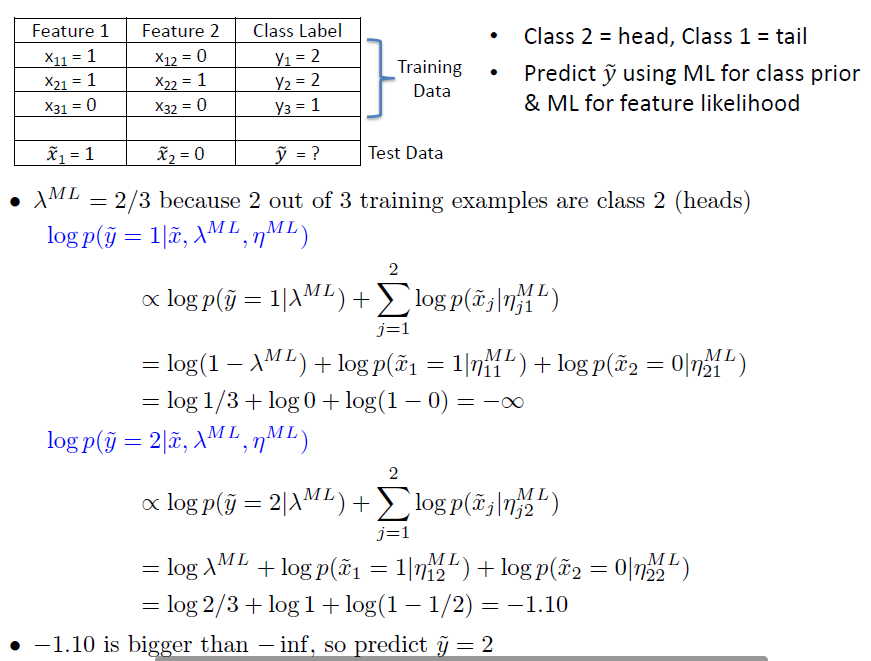 Feature 1 Feature 2 Class Label
x₁₁ = 1 x₁₂ = 0 y₁ = 2
x₂₁ = 1 x₂₂ = 1 y₂ = 2
x₃₁ = 0 x₃₂ = 0 y₃ = 1
x̃₁ = 1 x̃₂ = 0 ỹ = ?
Training
Data
Test Data
• Class 2 = head, Class 1 = tail
• Predict ỹ using ML for class prior
& ML for feature likelihood
• λ^{ML} = 2/3 because 2 out of 3 training examples are class 2 (heads)
log p(ỹ = 1|x̃, λ^{ML}, η^{ML})
∝ log p(ỹ = 1|λ^{ML}) + ∑_{j=1}^{2} log p(x̃_j|η_{j1}^{ML})
= log(1 − λ^{ML}) + log p(x̃₁ = 1|η_{11}^{ML}) + log p(x̃₂ = 0|η_{21}^{ML})
= log 1/3 + log 0 + log(1 − 0) = −∞
log p(ỹ = 2|x̃, λ^{ML}, η^{ML})
∝ log p(ỹ = 2|λ^{ML}) + ∑_{j=1}^{2} log p(x̃_j|η_{j2}^{ML})
= log λ^{ML} + log p(x̃₁ = 1|η_{12}^{ML}) + log p(x̃₂ = 0|η_{22}^{ML})
= log 2/3 + log 1 + log(1 − 1/2) = −1.10
• −1.10 is bigger than − inf, so predict ỹ = 2